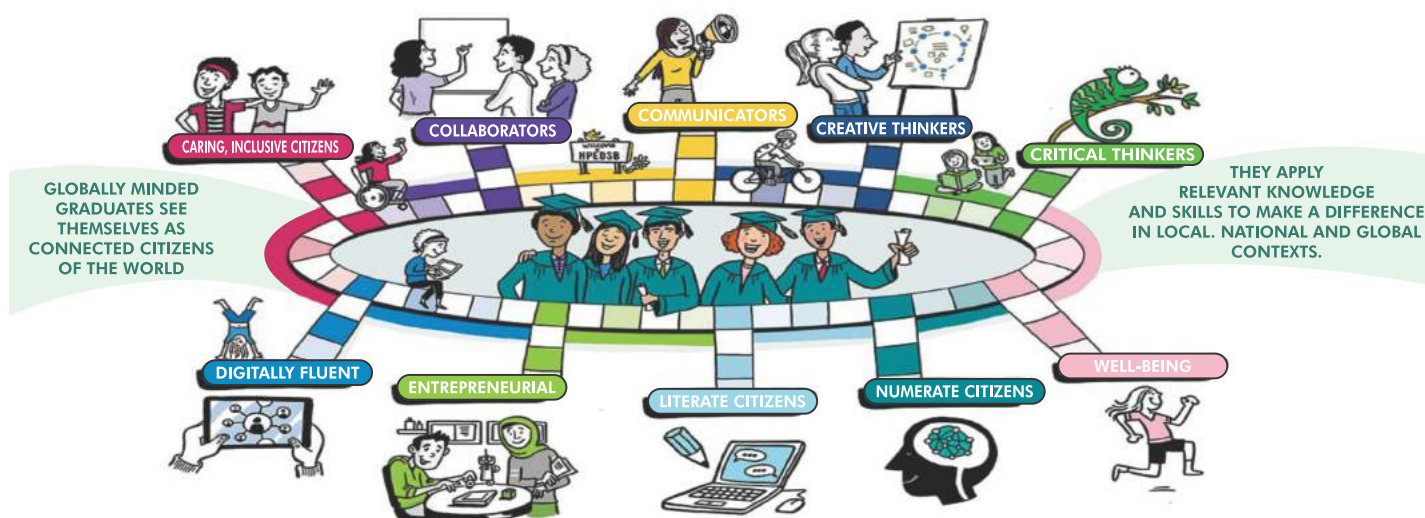 COMMUNICATORS
COLLABORATORS
CREATIVE THINKERS
CARING, INCLUSIVE CITIZENS
WELCOME
TO
HPEDSB
CRITICAL THINKERS
GLOBALLY MINDED
GRADUATES SEE
THEMSELVES AS
CONNECTED CITIZENS
OF THE WORLD
THEY APPLY
RELEVANT KNOWLEDGE
AND SKILLS TO MAKE A DIFFERENCE
IN LOCAL. NATIONAL AND GLOBAL
CONTEXTS.
DIGITALLY FLUENT
ENTREPRENEURIAL
LITERATE CITIZENS
NUMERATE CITIZENS
WELL-BEING